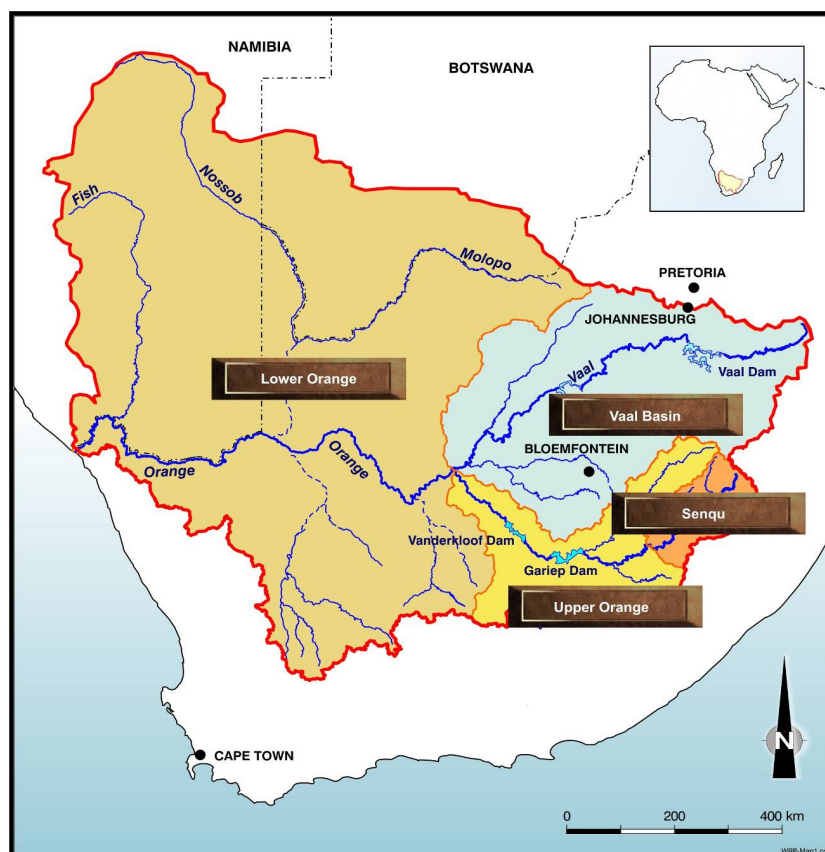 NAMIBIA
BOTSWANA
Fish
Nossob
Molopo
PRETORIA
JOHANNESBURG
Vaal
Vaal Dam
Lower Orange
Vaal Basin
BLOEMFONTEIN
Orange
Orange
Senqu
Vanderkloof Dam
Gariep Dam
Upper Orange
N
CAPE TOWN
0 200 400 km